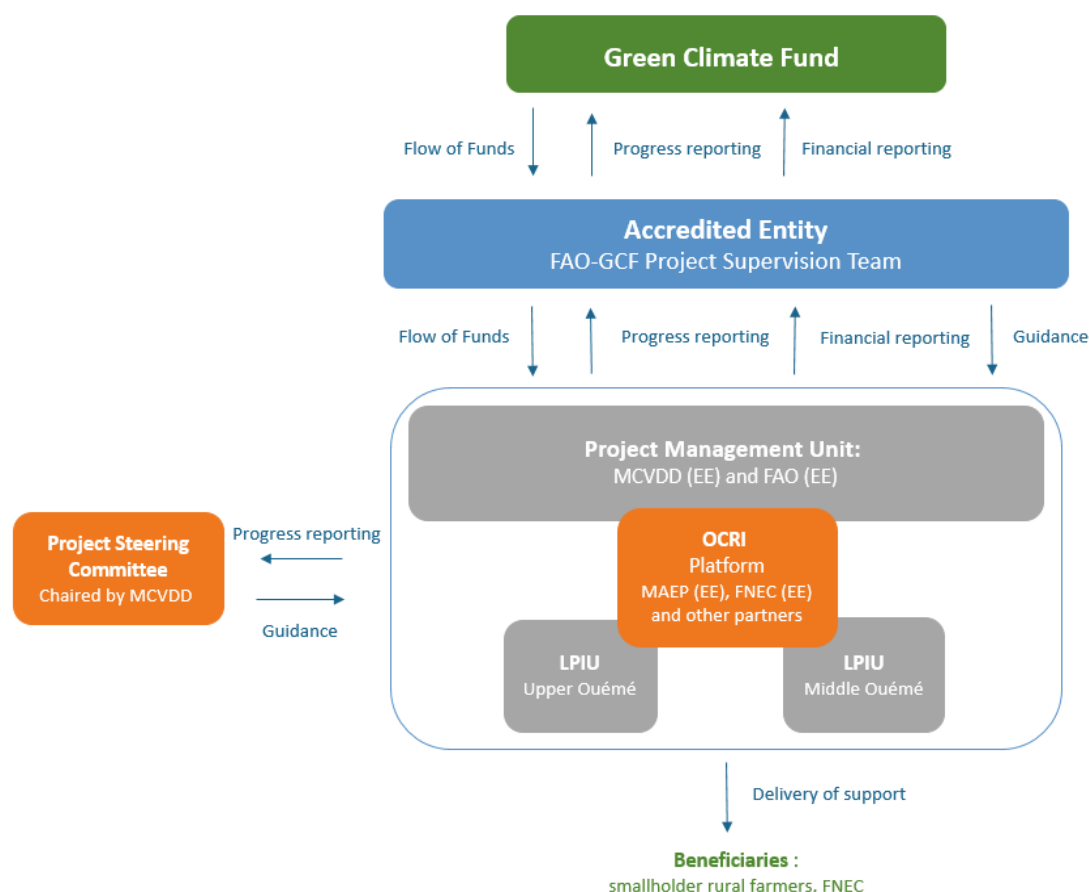 Green Climate Fund
Flow of Funds
Progress reporting
Financial reporting
Accredited Entity
FAO-GCF Project Supervision Team
Flow of Funds
Progress reporting
Financial reporting
Guidance
Project Management Unit:
MCVDD (EE) and FAO (EE)
Project Steering
Committee
Chaired by MCVDD
Progress reporting
Guidance
OCRI
Platform
MAEP (EE), FNEC (EE)
and other partners
LPIU
Upper Ouémé
LPIU
Middle Ouémé
Delivery of support
Beneficiaries :
smallholder rural farmers, FNEC